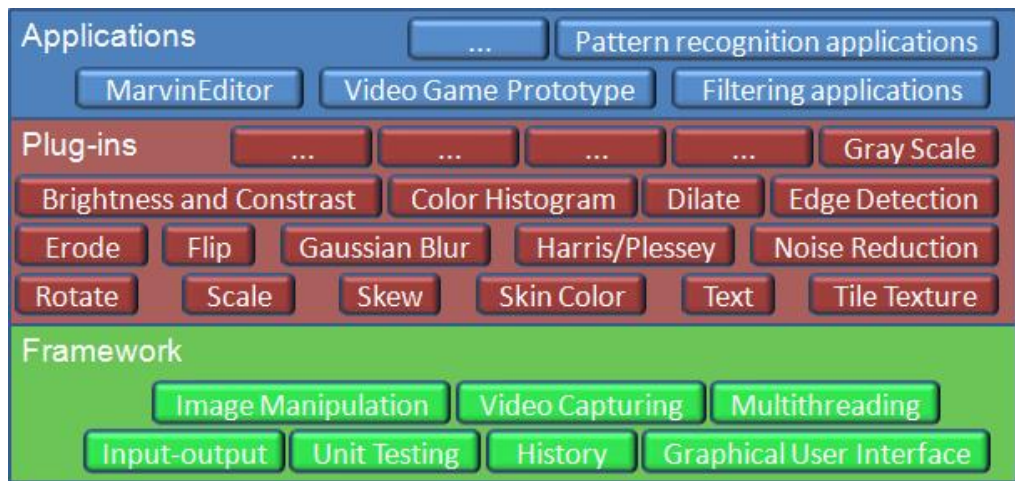 Applications
... Pattern recognition applications
MarvinEditor Video Game Prototype Filtering applications
Plug-ins ... ... ... ... Gray Scale
Brightness and Constrast Color Histogram Dilate Edge Detection
Erode Flip Gaussian Blur Harris/Plessey Noise Reduction
Rotate Scale Skew Skin Color Text Tile Texture
Framework
Image Manipulation Video Capturing Multithreading
Input-output Unit Testing History Graphical User Interface